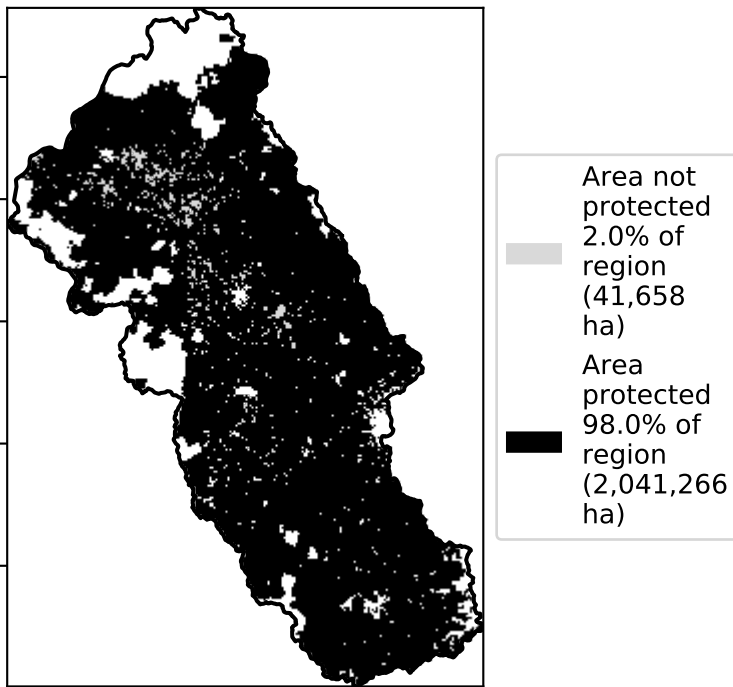 Area not
protected
2.0% of
region
(41,658
ha)
Area
protected
98.0% of
region
(2,041,266
ha)